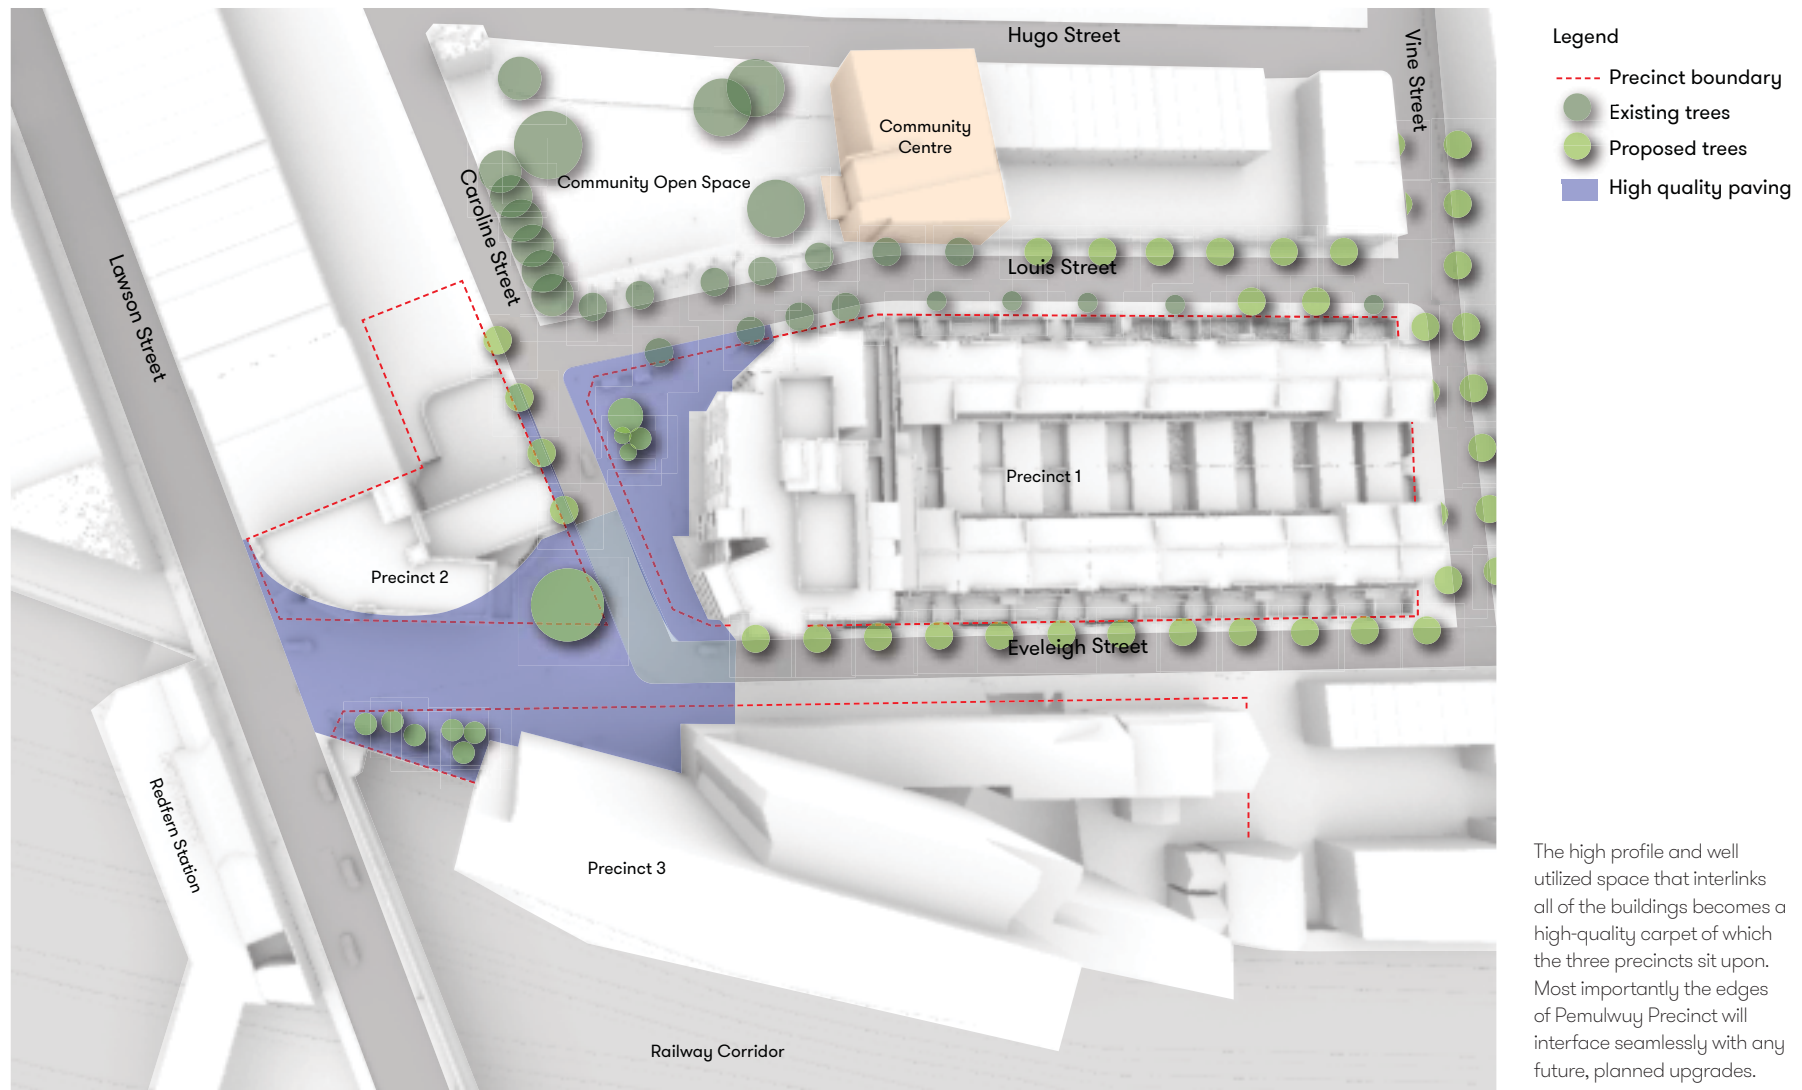 Hugo Street
Vine Street
Community
Centre
Community Open Space
Caroline Street
Louis Street
Lawson Street
Precinct 1
Precinct 2
Eveleigh Street
Redfern Station
Precinct 3
Railway Corridor
Legend
Precinct boundary
Existing trees
Proposed trees
High quality paving
The high profile and well
utilized space that interlinks
all of the buildings becomes a
high-quality carpet of which
the three precincts sit upon.
Most importantly the edges
of Pemulwuy Precinct will
interface seamlessly with any
future, planned upgrades.